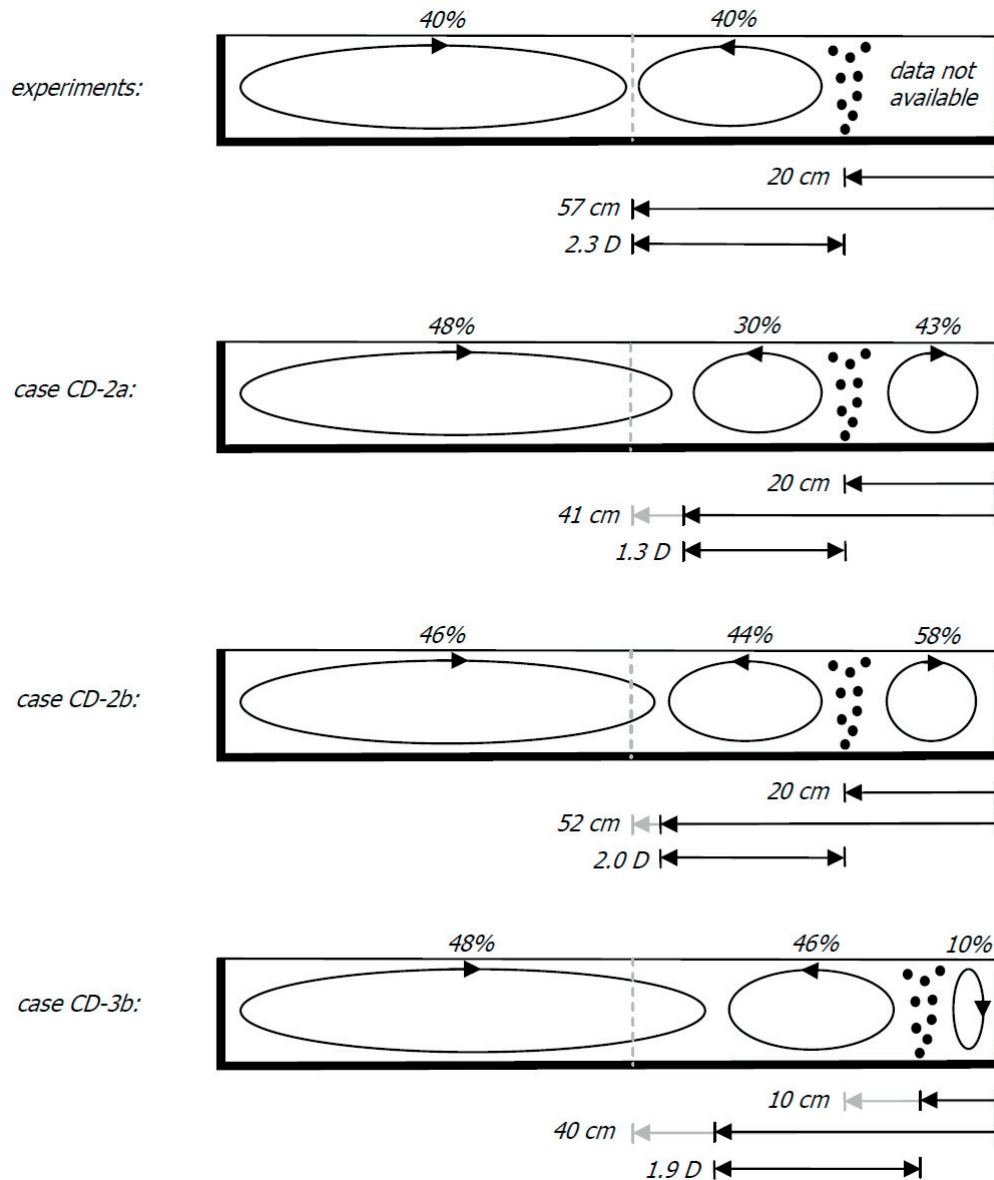 40% 40%
experiments:
data not
available
20 cm
57 cm
2.3 D
48% 30% 43%
case CD-2a:
20 cm
41 cm
1.3 D
46% 44% 58%
case CD-2b:
20 cm
52 cm
2.0 D
48% 46% 10%
case CD-3b:
10 cm
40 cm
1.9 D